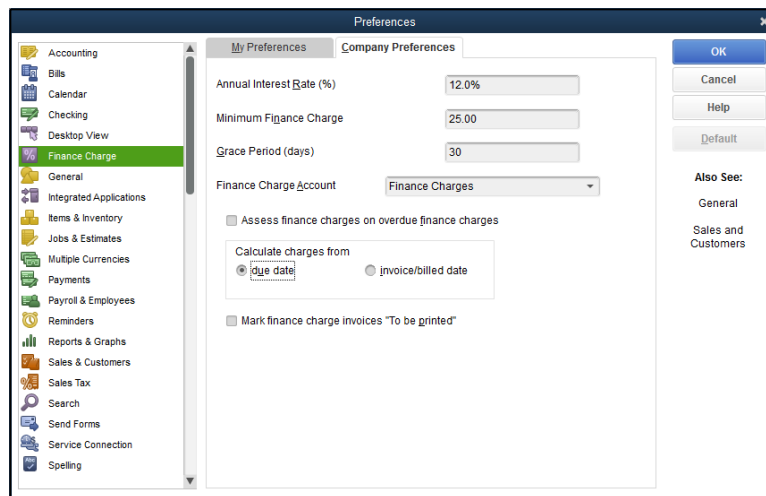 Preferences
Accounting
Bills
Calendar
Checking
Desktop View
Finance Charge
General
Integrated Applications
Items & Inventory
Jobs & Estimates
Multiple Currencies
Payments
Payroll & Employees
Reminders
Reports & Graphs
Sales & Customers
Sales Tax
Search
Send Forms
Service Connection
Spelling
My Preferences
Company Preferences
Annual Interest Rate (%) 12.0%
Minimum Finance Charge 25.00
Grace Period (days) 30
Finance Charge Account Finance Charges
Assess finance charges on overdue finance charges
Calculate charges from
due date invoice/billed date
Mark finance charge invoices "To be printed"
OK
Cancel
Help
Default
Also See:
General
Sales and
Customers